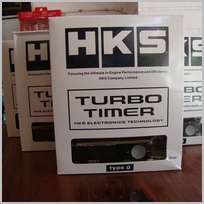 HKS
Pursuing the Ultimate in Engine Performance and Efficiency
HKS Company Limited
TURBO
TIMER
HKS ELECTRONICS TECHNOLOGY
type 0